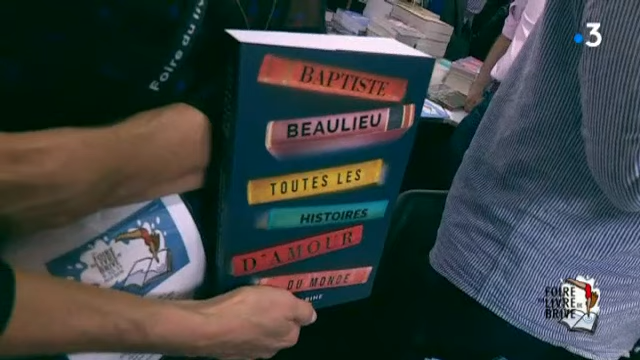 Foire du livre
3
BAPTISTE
BEAULIEU
TOUTES LES
HISTOIRES
D'AMOUR
DU MONDE
FOIRE
DU LIVRE DE
BRIVE